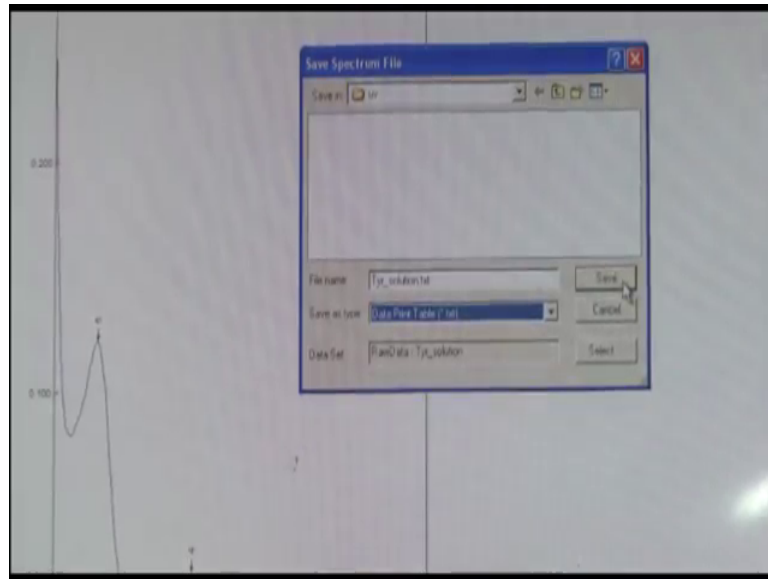 Save Spectrum File
Save in uv
0.200
File name Tyr_solution.txt Save
Save as type Data Print Table (*.txt) Cancel
Data Set RawData - Tyr_solution Select
0.100